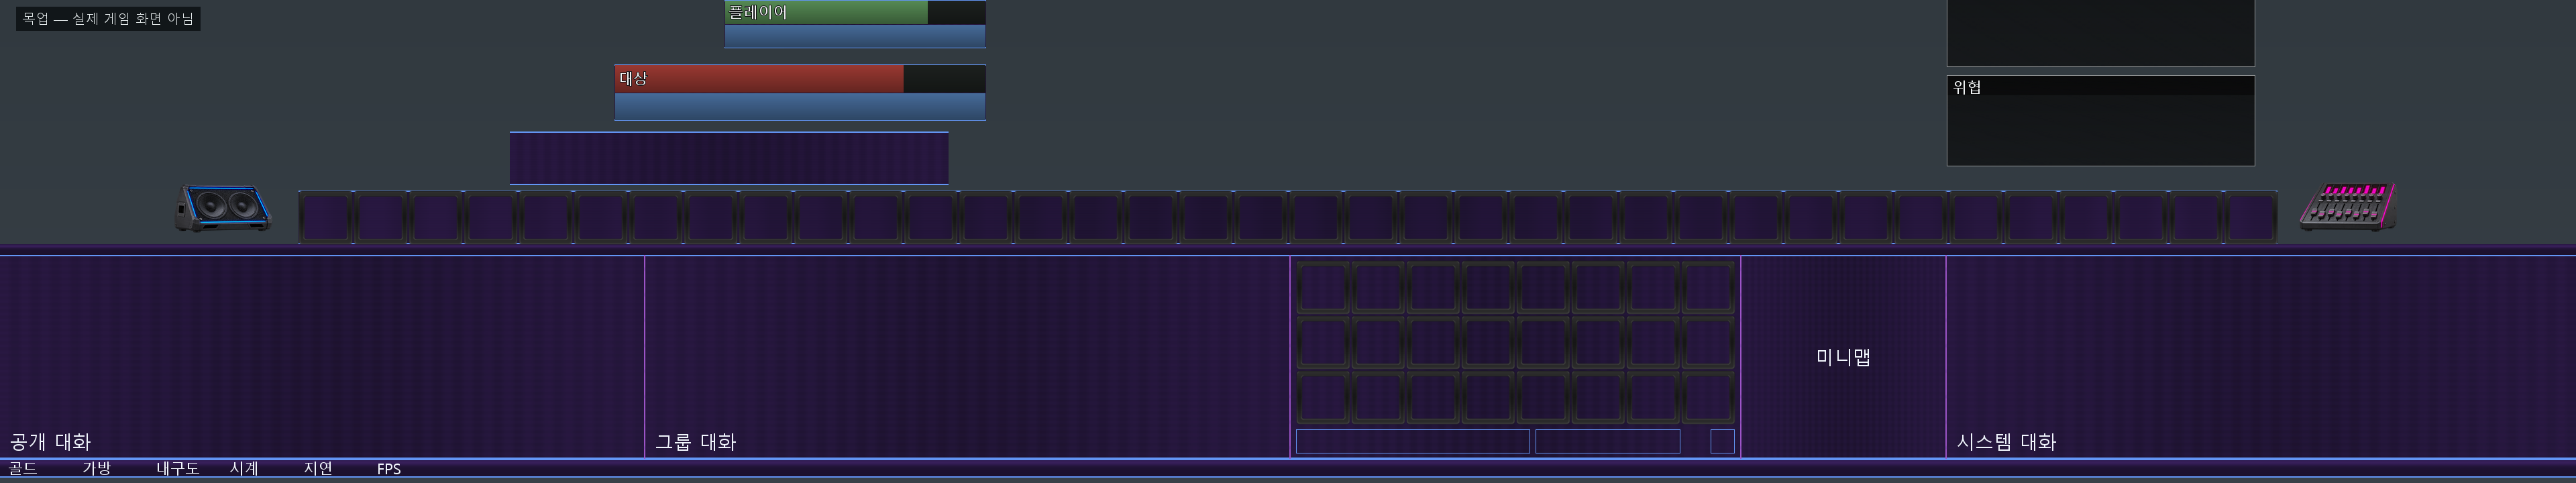 목업 — 실제 게임 화면 아님
플레이어
대상
위협
미니맵
공개 대화
그룹 대화
시스템 대화
골드 가방 내구도 시계 지연 FPS